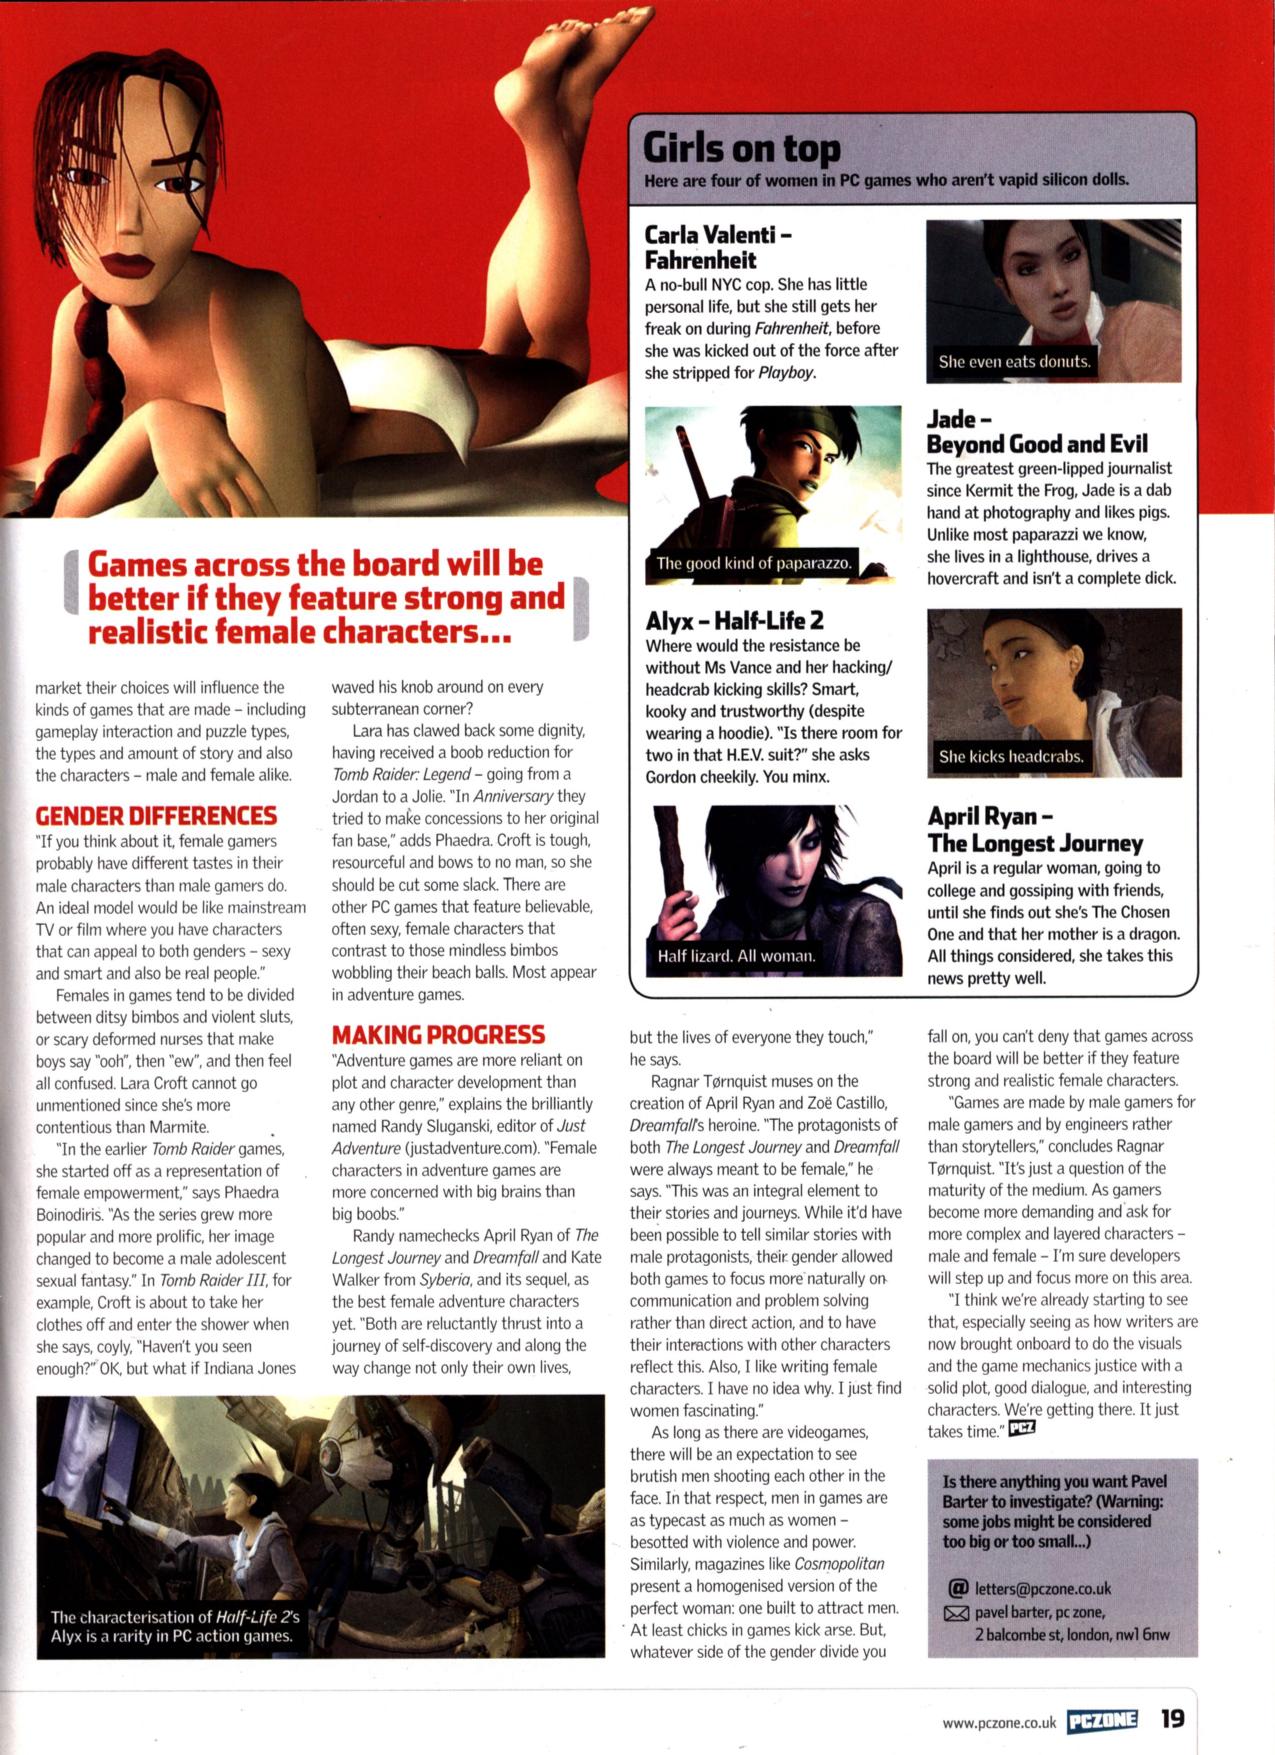 Girls on top
Here are four of women in PC games who aren't vapid silicon dolls.
Carla Valenti –
Fahrenheit
A no-bull NYC cop. She has little
personal life, but she still gets her
freak on during Fahrenheit, before
she was kicked out of the force after
she stripped for Playboy.
She even eats donuts.
The good kind of paparazzo.
Jade –
Beyond Good and Evil
The greatest green-lipped journalist
since Kermit the Frog, Jade is a dab
hand at photography and likes pigs.
Unlike most paparazzi we know,
she lives in a lighthouse, drives a
hovercraft and isn't a complete dick.
Alyx – Half-Life 2
Where would the resistance be
without Ms Vance and her hacking/
headcrab kicking skills? Smart,
kooky and trustworthy (despite
wearing a hoodie). "Is there room for
two in that H.E.V. suit?" she asks
Gordon cheekily. You minx.
She kicks headcrabs.
Half lizard. All woman.
April Ryan –
The Longest Journey
April is a regular woman, going to
college and gossiping with friends,
until she finds out she's The Chosen
One and that her mother is a dragon.
All things considered, she takes this
news pretty well.
Games across the board will be
better if they feature strong and
realistic female characters...
market their choices will influence the
kinds of games that are made – including
gameplay interaction and puzzle types,
the types and amount of story and also
the characters – male and female alike.
GENDER DIFFERENCES
"If you think about it, female gamers
probably have different tastes in their
male characters than male gamers do.
An ideal model would be like mainstream
TV or film where you have characters
that can appeal to both genders – sexy
and smart and also be real people."
Females in games tend to be divided
between ditsy bimbos and violent sluts,
or scary deformed nurses that make
boys say "ooh", then "ew", and then feel
all confused. Lara Croft cannot go
unmentioned since she's more
contentious than Marmite.
"In the earlier Tomb Raider games,
she started off as a representation of
female empowerment," says Phaedra
Boinodiris. "As the series grew more
popular and more prolific, her image
changed to become a male adolescent
sexual fantasy." In Tomb Raider III, for
example, Croft is about to take her
clothes off and enter the shower when
she says, coyly, "Haven't you seen
enough?" OK, but what if Indiana Jones
waved his knob around on every
subterranean corner?
Lara has clawed back some dignity,
having received a boob reduction for
Tomb Raider: Legend – going from a
Jordan to a Jolie. "In Anniversary they
tried to make concessions to her original
fan base," adds Phaedra. Croft is tough,
resourceful and bows to no man, so she
should be cut some slack. There are
other PC games that feature believable,
often sexy, female characters that
contrast to those mindless bimbos
wobbling their beach balls. Most appear
in adventure games.
MAKING PROGRESS
"Adventure games are more reliant on
plot and character development than
any other genre," explains the brilliantly
named Randy Sluganski, editor of Just
Adventure (justadventure.com). "Female
characters in adventure games are
more concerned with big brains than
big boobs."
Randy namechecks April Ryan of The
Longest Journey and Dreamfall and Kate
Walker from Syberia, and its sequel, as
the best female adventure characters
yet. "Both are reluctantly thrust into a
journey of self-discovery and along the
way change not only their own lives,
The characterisation of Half-Life 2's
Alyx is a rarity in PC action games.
but the lives of everyone they touch,"
he says.
Ragnar Tørnquist muses on the
creation of April Ryan and Zoë Castillo,
Dreamfall's heroine. "The protagonists of
both The Longest Journey and Dreamfall
were always meant to be female," he
says. "This was an integral element to
their stories and journeys. While it'd have
been possible to tell similar stories with
male protagonists, their gender allowed
both games to focus more naturally on
communication and problem solving
rather than direct action, and to have
their interactions with other characters
reflect this. Also, I like writing female
characters. I have no idea why. I just find
women fascinating."
As long as there are videogames,
there will be an expectation to see
brutish men shooting each other in the
face. In that respect, men in games are
as typecast as much as women –
besotted with violence and power.
Similarly, magazines like Cosmopolitan
present a homogenised version of the
perfect woman: one built to attract men.
At least chicks in games kick arse. But,
whatever side of the gender divide you
fall on, you can't deny that games across
the board will be better if they feature
strong and realistic female characters.
"Games are made by male gamers for
male gamers and by engineers rather
than storytellers," concludes Ragnar
Tørnquist. "It's just a question of the
maturity of the medium. As gamers
become more demanding and ask for
more complex and layered characters –
male and female – I'm sure developers
will step up and focus more on this area.
"I think we're already starting to see
that, especially seeing as how writers are
now brought onboard to do the visuals
and the game mechanics justice with a
solid plot, good dialogue, and interesting
characters. We're getting there. It just
takes time." PCZ
Is there anything you want Pavel
Barter to investigate? (Warning:
some jobs might be considered
too big or too small...)
@ letters@pczone.co.uk
pavel barter, pc zone,
2 balcombe st, london, nw1 6nw
www.pczone.co.uk PCZONE 19